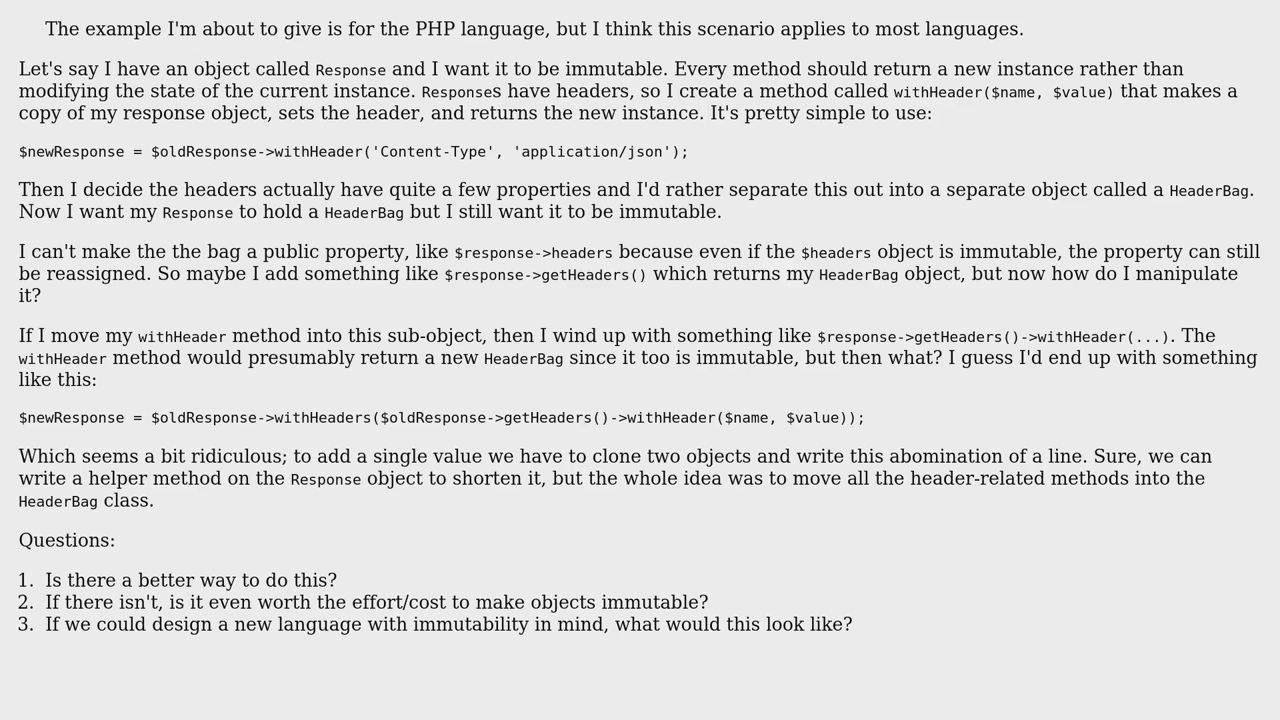 The example I'm about to give is for the PHP language, but I think this scenario applies to most languages.
Let's say I have an object called Response and I want it to be immutable. Every method should return a new instance rather than
modifying the state of the current instance. Responses have headers, so I create a method called withHeader($name, $value) that makes a
copy of my response object, sets the header, and returns the new instance. It's pretty simple to use:
$newResponse = $oldResponse->withHeader('Content-Type', 'application/json');
Then I decide the headers actually have quite a few properties and I'd rather separate this out into a separate object called a HeaderBag.
Now I want my Response to hold a HeaderBag but I still want it to be immutable.
I can't make the the bag a public property, like $response->headers because even if the $headers object is immutable, the property can still
be reassigned. So maybe I add something like $response->getHeaders() which returns my HeaderBag object, but now how do I manipulate
it?
If I move my withHeader method into this sub-object, then I wind up with something like $response->getHeaders()->withHeader(...). The
withHeader method would presumably return a new HeaderBag since it too is immutable, but then what? I guess I'd end up with something
like this:
$newResponse = $oldResponse->withHeaders($oldResponse->getHeaders()->withHeader($name, $value));
Which seems a bit ridiculous; to add a single value we have to clone two objects and write this abomination of a line. Sure, we can
write a helper method on the Response object to shorten it, but the whole idea was to move all the header-related methods into the
HeaderBag class.
Questions:
1. Is there a better way to do this?
2. If there isn't, is it even worth the effort/cost to make objects immutable?
3. If we could design a new language with immutability in mind, what would this look like?